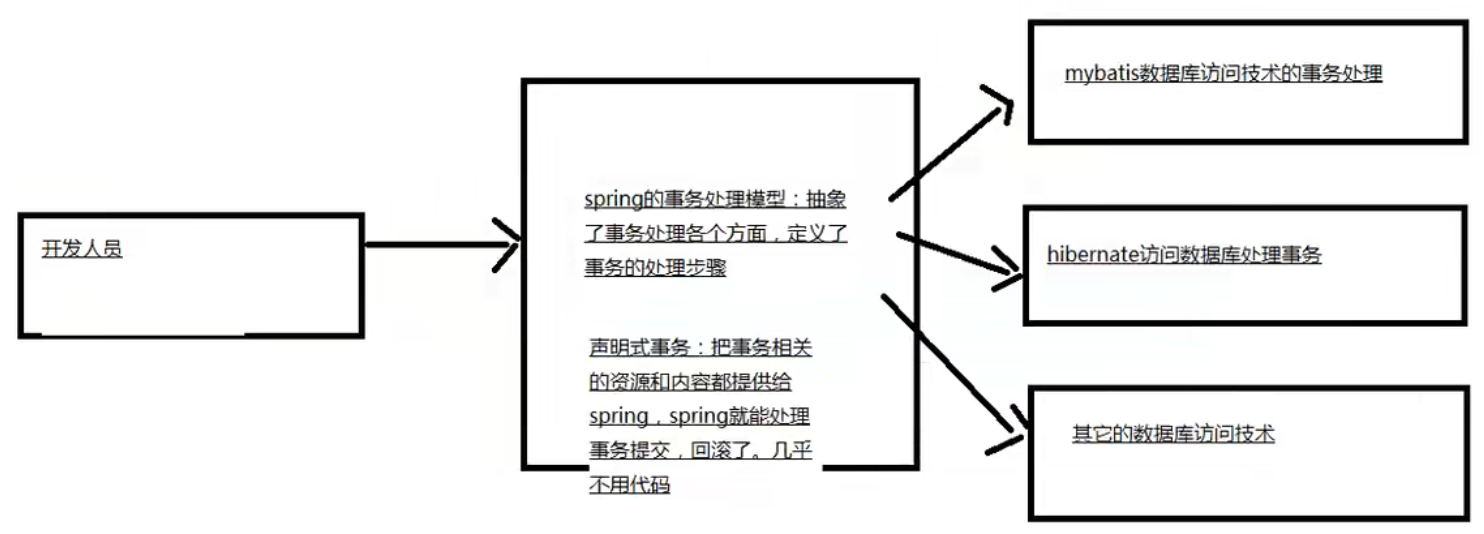 开发人员
spring的事务处理模型：抽象
了事务处理各个方面，定义了
事务的处理步骤
声明式事务：把事务相关
的资源和内容都提供给
spring，spring就能处理
事务提交，回滚了。几乎
不用代码
mybatis数据库访问技术的事务处理
hibernate访问数据库处理事务
其它的数据库访问技术